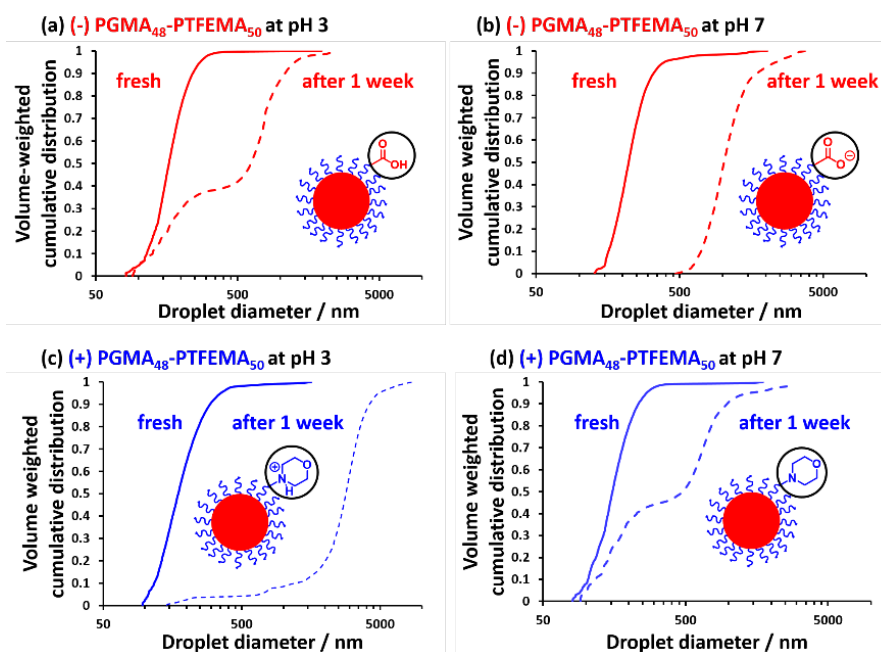 (a) (-) PGMA₄₈-PTFEMA₅₀ at pH 3
Volume-weighted
cumulative distribution
1
0.9
0.8
0.7
0.6
0.5
0.4
0.3
0.2
0.1
0
fresh
after 1 week
O
OH
50
500
5000
Droplet diameter / nm
(b) (-) PGMA₄₈-PTFEMA₅₀ at pH 7
Volume weighted
cumulative distribution
1
0.9
0.8
0.7
0.6
0.5
0.4
0.3
0.2
0.1
0
fresh
after 1 week
O
O⊖
50
500
5000
Droplet diameter / nm
(c) (+) PGMA₄₈-PTFEMA₅₀ at pH 3
Volume weighted
cumulative distribution
1
0.9
0.8
0.7
0.6
0.5
0.4
0.3
0.2
0.1
0
fresh
after 1 week
⊕
O
N
H
50
500
5000
Droplet diameter / nm
(d) (+) PGMA₄₈-PTFEMA₅₀ at pH 7
Volume weighted
cumulative distribution
1
0.9
0.8
0.7
0.6
0.5
0.4
0.3
0.2
0.1
0
fresh
after 1 week
O
N
50
500
5000
Droplet diameter / nm